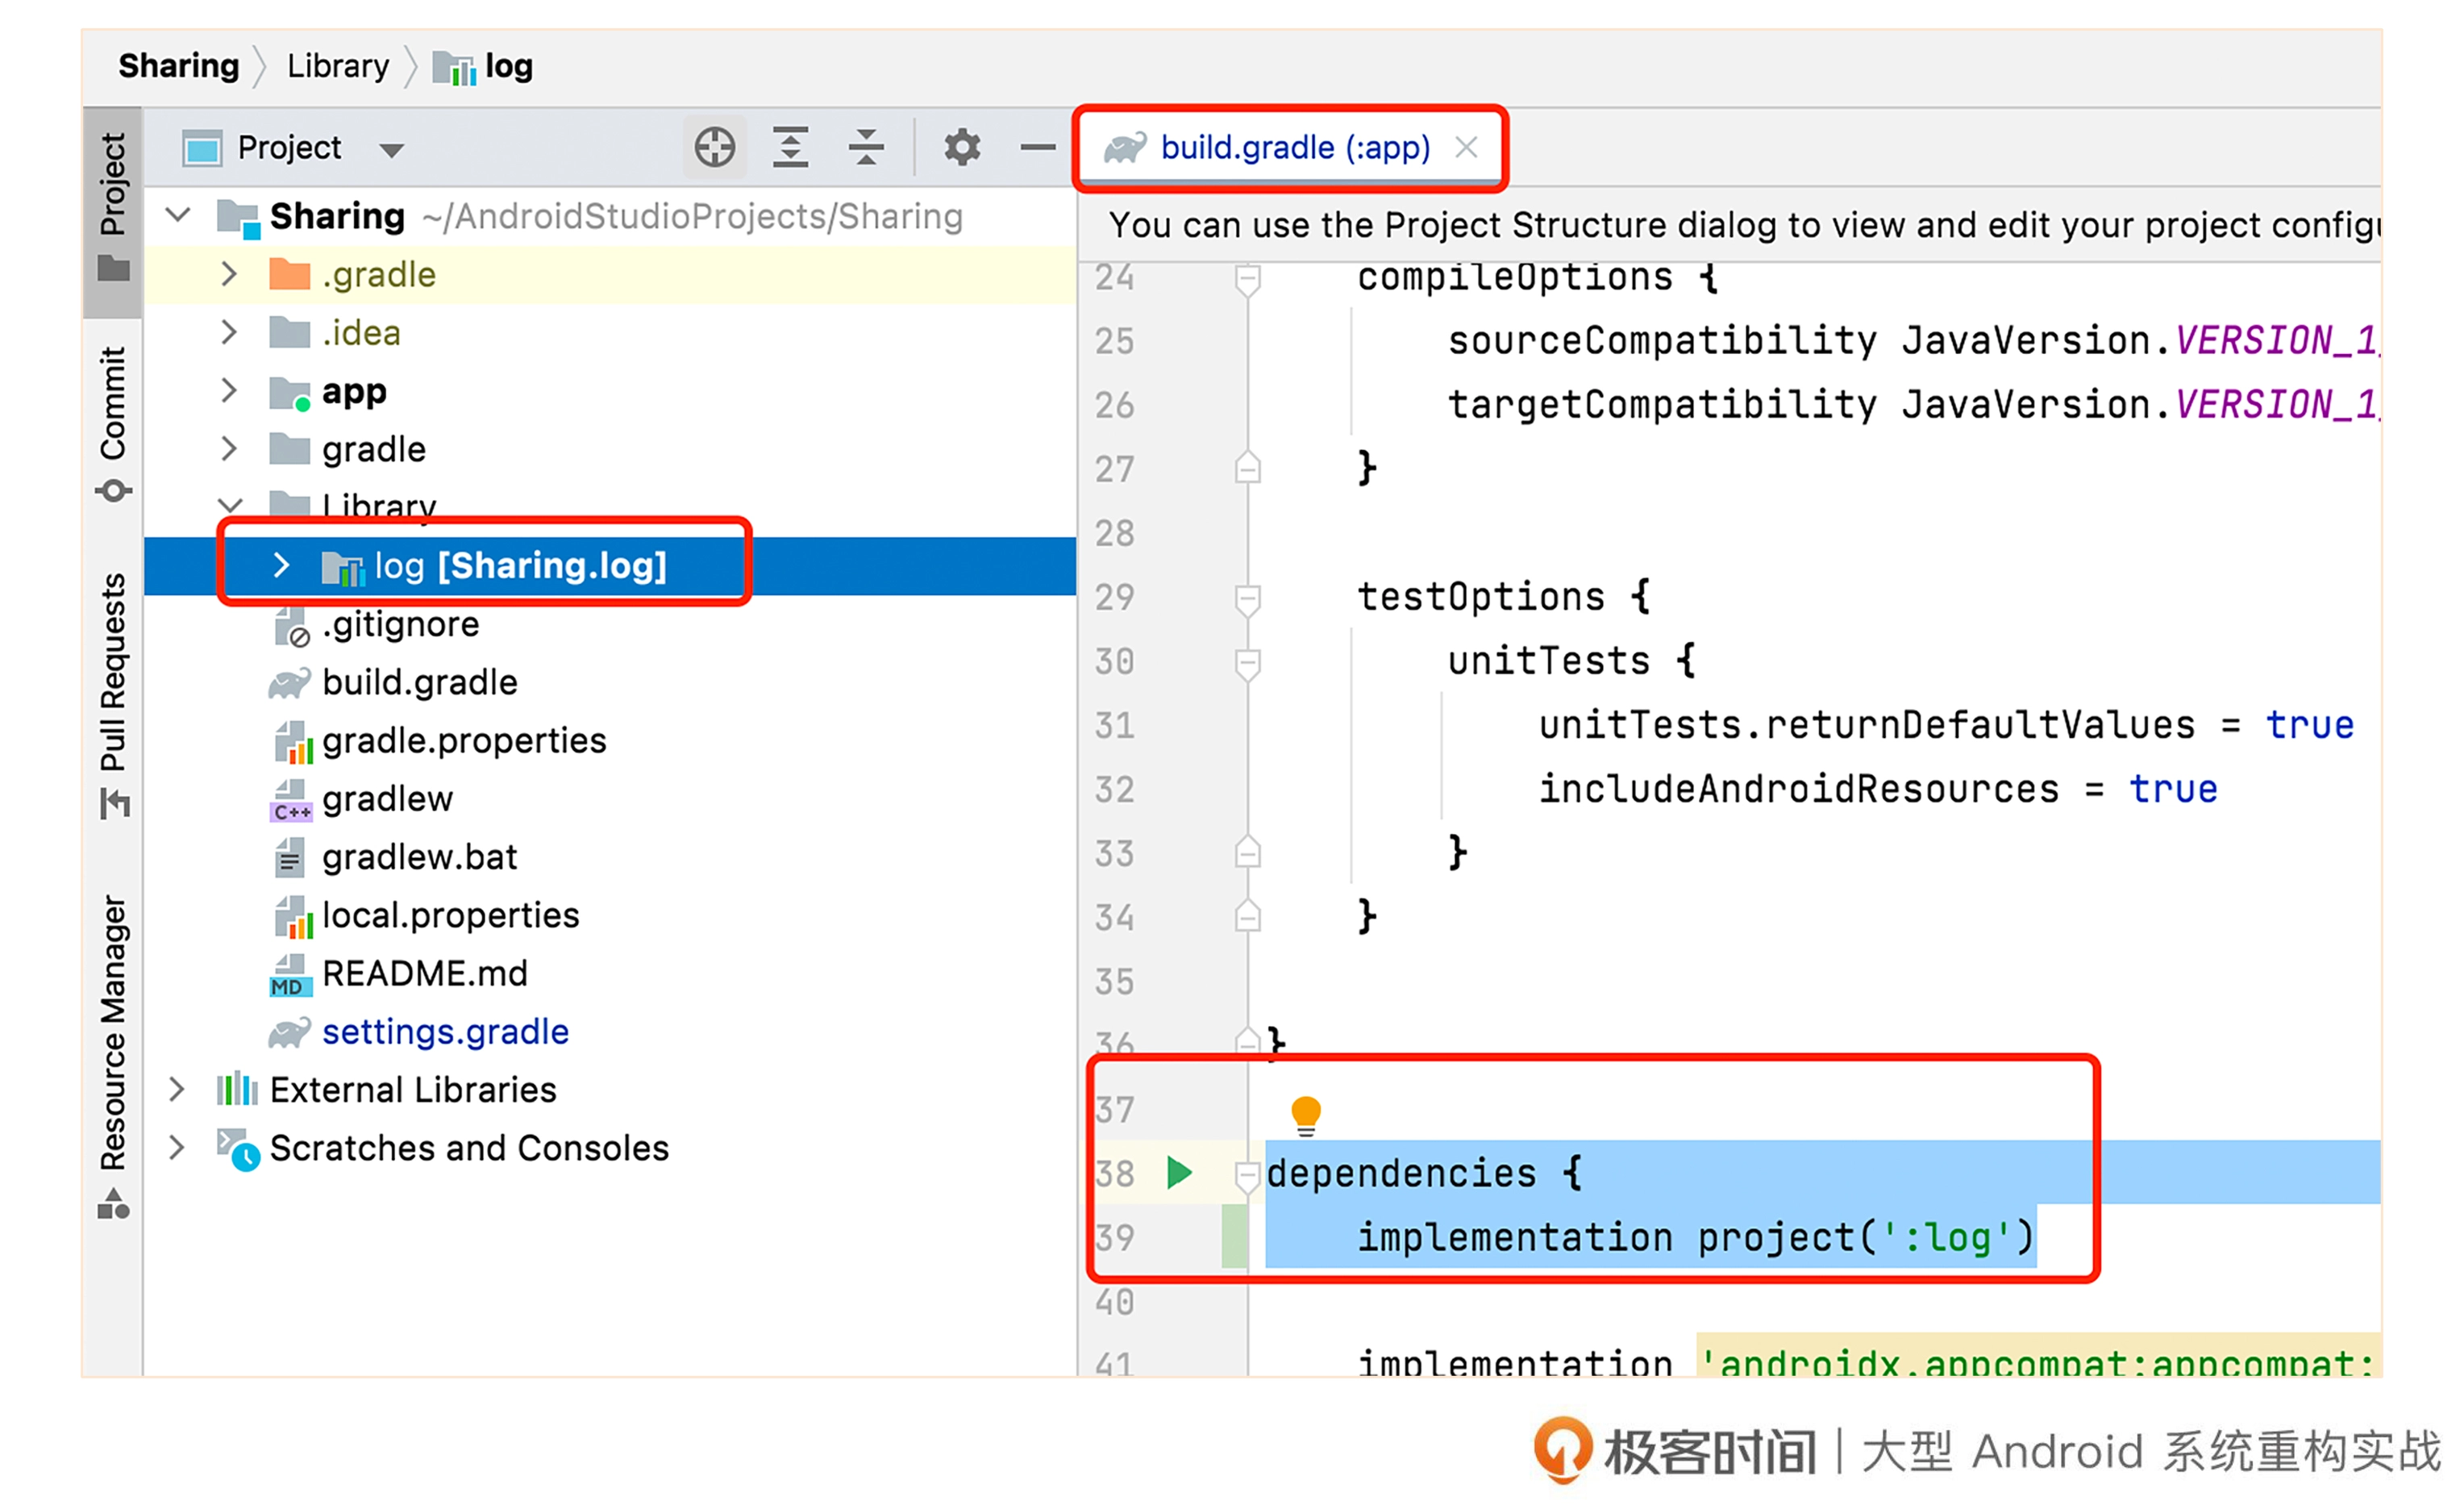 Sharing Library log
Project
Commit
Pull Requests
Resource Manager
Project
Sharing ~/AndroidStudioProjects/Sharing
.gradle
.idea
app
gradle
Library
log [Sharing.log]
.gitignore
build.gradle
gradle.properties
C++ gradlew
gradlew.bat
local.properties
MD README.md
settings.gradle
External Libraries
Scratches and Consoles
build.gradle (:app)
You can use the Project Structure dialog to view and edit your project configu
24 compileOptions {
25 sourceCompatibility JavaVersion.VERSION_1_
26 targetCompatibility JavaVersion.VERSION_1_
27 }
28
29 testOptions {
30 unitTests {
31 unitTests.returnDefaultValues = true
32 includeAndroidResources = true
33 }
34 }
35
36 }
37
38 dependencies {
39 implementation project(':log')
40
41 implementation 'androidx.appcompat:appcompat:
极客时间 | 大型 Android 系统重构实战